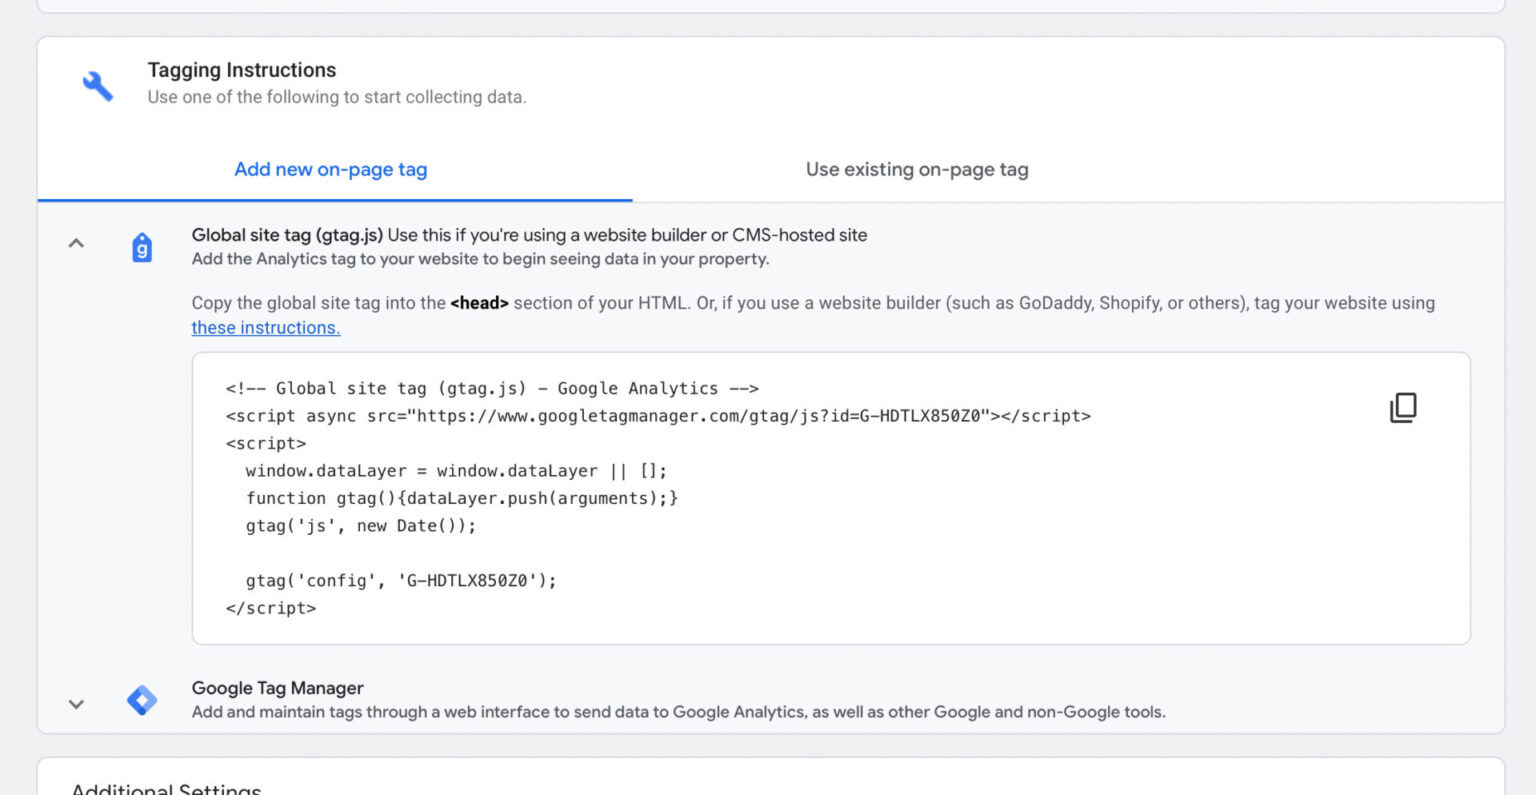 Tagging Instructions
Use one of the following to start collecting data.
Add new on-page tag
Use existing on-page tag
g
Global site tag (gtag.js) Use this if you're using a website builder or CMS-hosted site
Add the Analytics tag to your website to begin seeing data in your property.
Copy the global site tag into the <head> section of your HTML. Or, if you use a website builder (such as GoDaddy, Shopify, or others), tag your website using
these instructions.
<!-- Global site tag (gtag.js) - Google Analytics -->
<script async src="https://www.googletagmanager.com/gtag/js?id=G-HDTLX850Z0"></script>
<script>
window.dataLayer = window.dataLayer || [];
function gtag(){dataLayer.push(arguments);}
gtag('js', new Date());
gtag('config', 'G-HDTLX850Z0');
</script>
Google Tag Manager
Add and maintain tags through a web interface to send data to Google Analytics, as well as other Google and non-Google tools.
Additional Settings